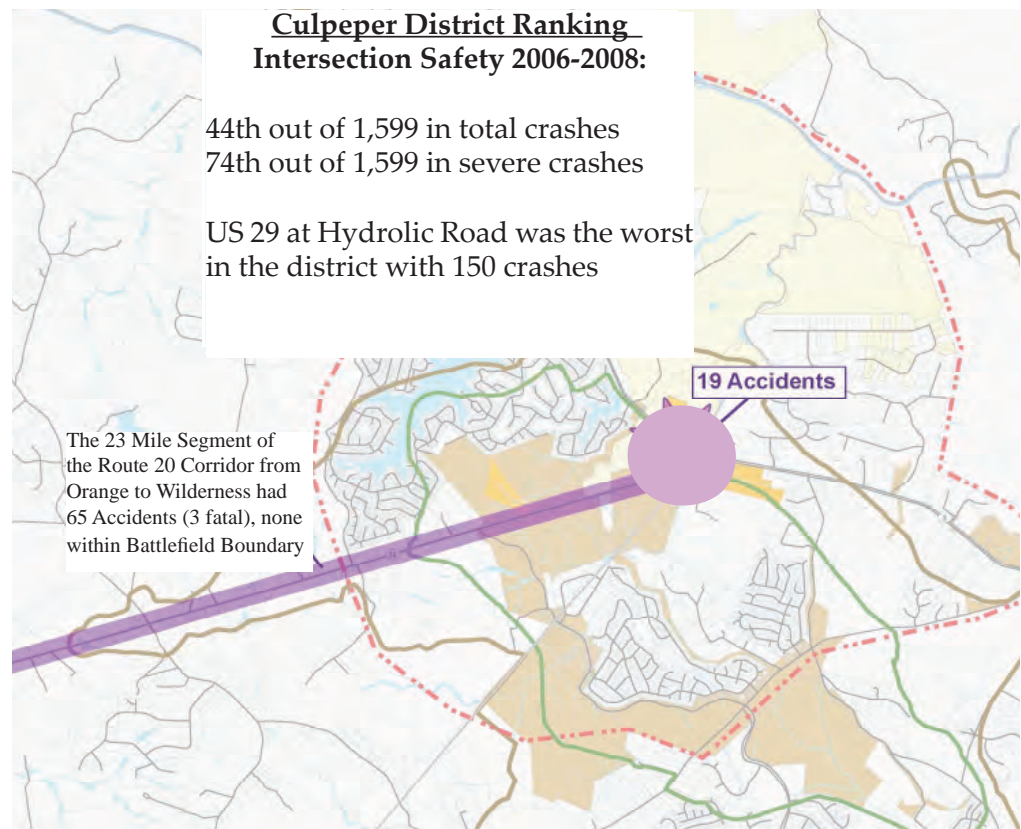 Culpeper District Ranking
Intersection Safety 2006-2008:
44th out of 1,599 in total crashes
74th out of 1,599 in severe crashes
US 29 at Hydrolic Road was the worst
in the district with 150 crashes
19 Accidents
The 23 Mile Segment of
the Route 20 Corridor from
Orange to Wilderness had
65 Accidents (3 fatal), none
within Battlefield Boundary